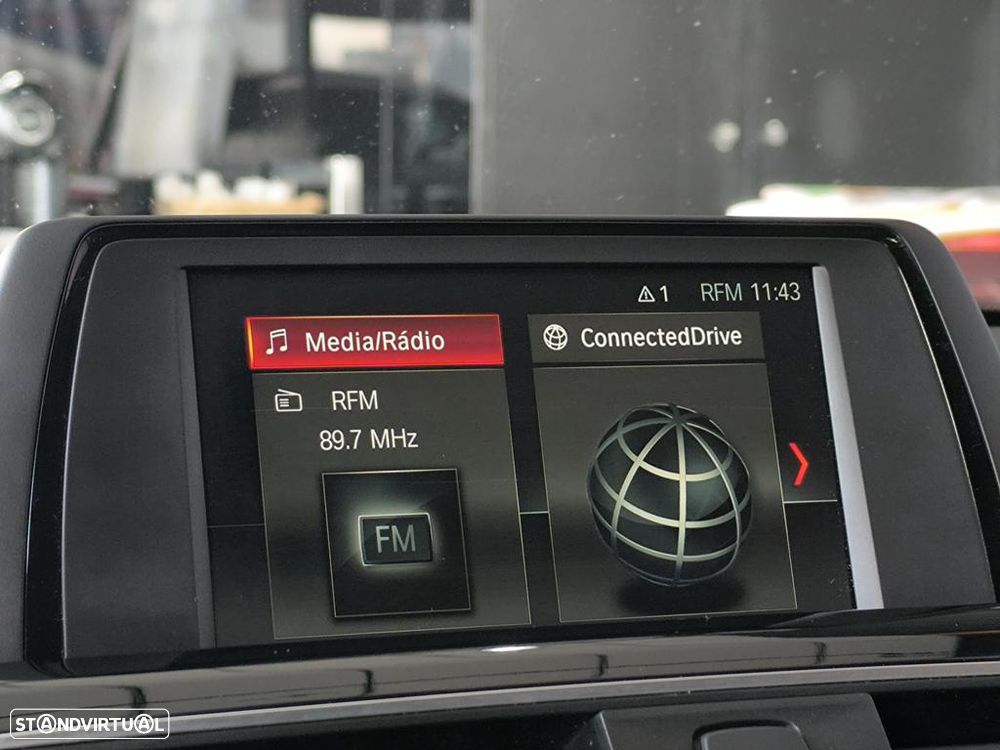 1 RFM 11:43
Media/Rádio
ConnectedDrive
RFM
89.7 MHz
FM
STANDVIRTUAL